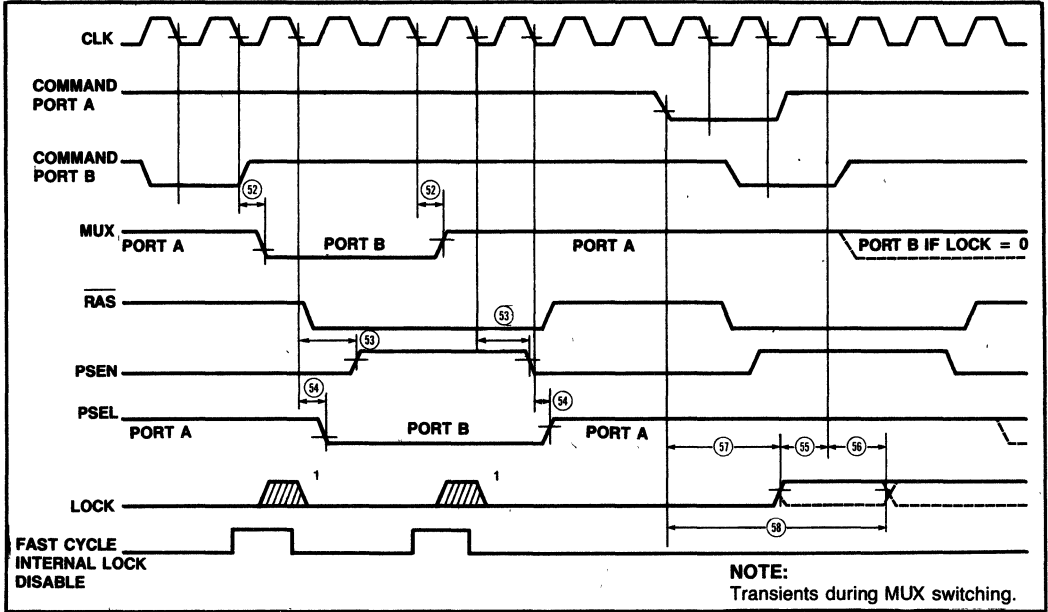 CLK
COMMAND
PORT A
COMMAND
PORT B
52
52
MUX
PORT A
PORT B
PORT A
PORT B IF LOCK = 0
RAS
53
53
PSEN
54
54
PSEL
PORT A
PORT B
PORT A
57
55
56
1
1
LOCK
58
FAST CYCLE
INTERNAL LOCK
DISABLE
NOTE:
Transients during MUX switching.